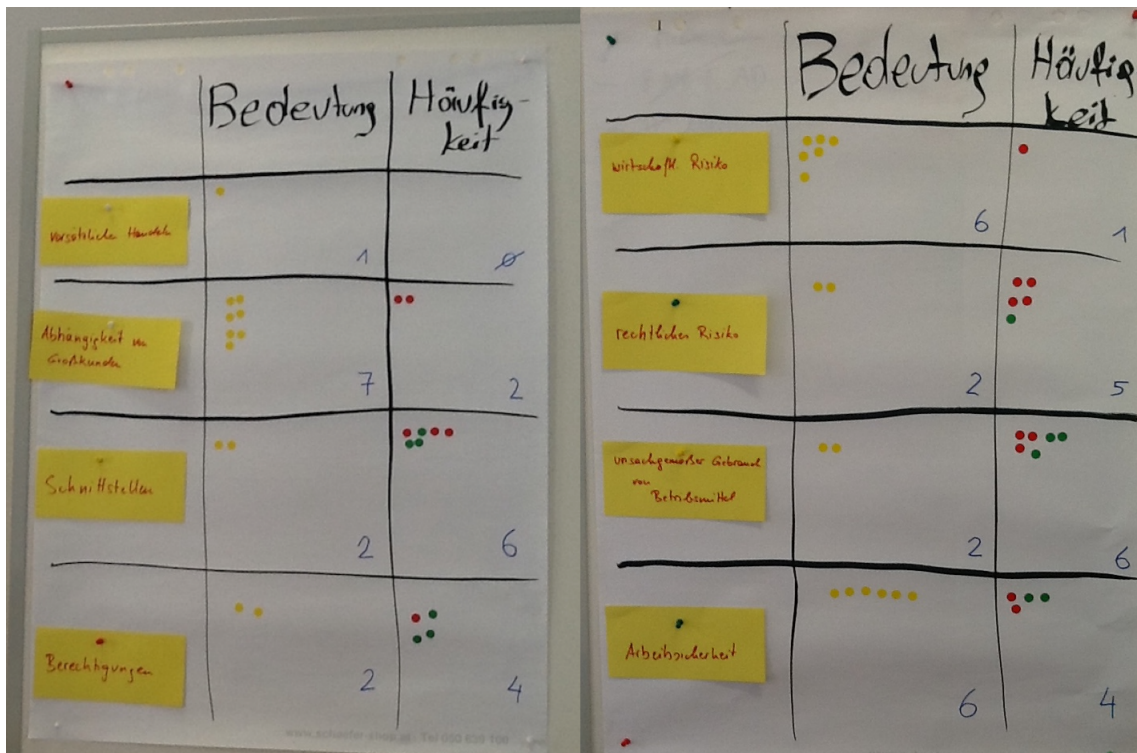 Bedeutung Häufig-
keit
vorsätzliche Handeln
1 ø
Abhängigkeit von
Großkunden
7 2
Schnittstellen
2 6
Berechtigungen
2 4
Bedeutung Häufig
keit
wirtschaftl. Risiko
6 1
rechtliches Risiko
2 5
unsachgemäßer Gebrauch
von
Betriebsmittel
2 6
Arbeitssicherheit
6 4